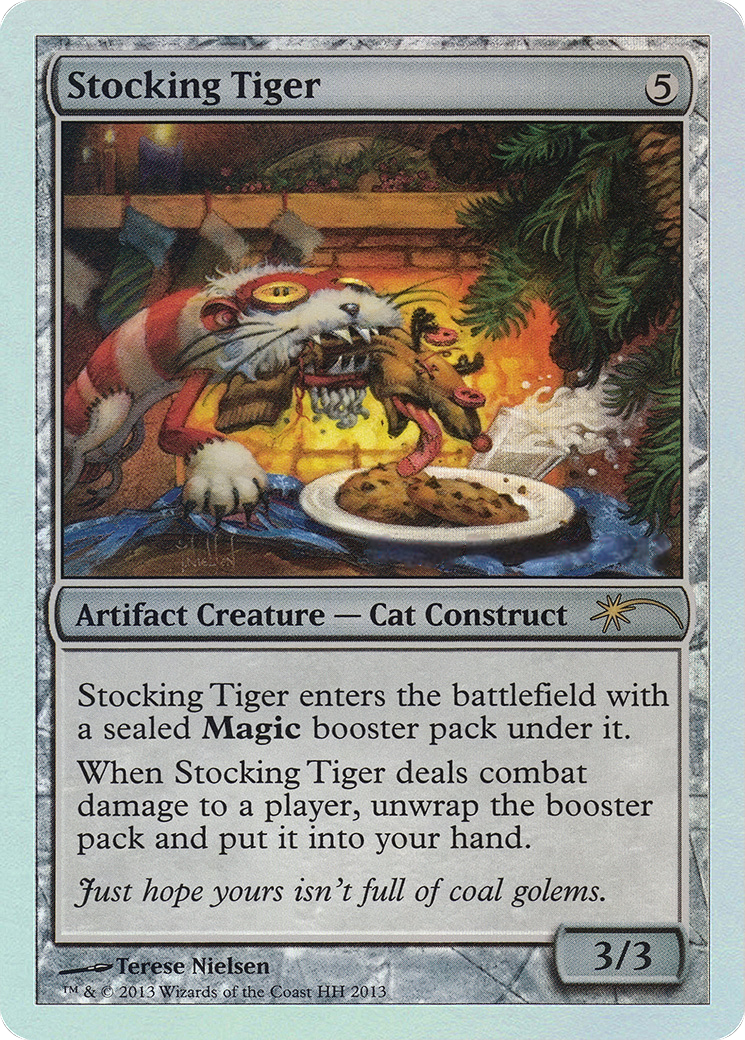 Stocking Tiger 5
Artifact Creature — Cat Construct
Stocking Tiger enters the battlefield with
a sealed Magic booster pack under it.
When Stocking Tiger deals combat
damage to a player, unwrap the booster
pack and put it into your hand.
Just hope yours isn't full of coal golems.
3/3
Terese Nielsen
™ & © 2013 Wizards of the Coast HH 2013